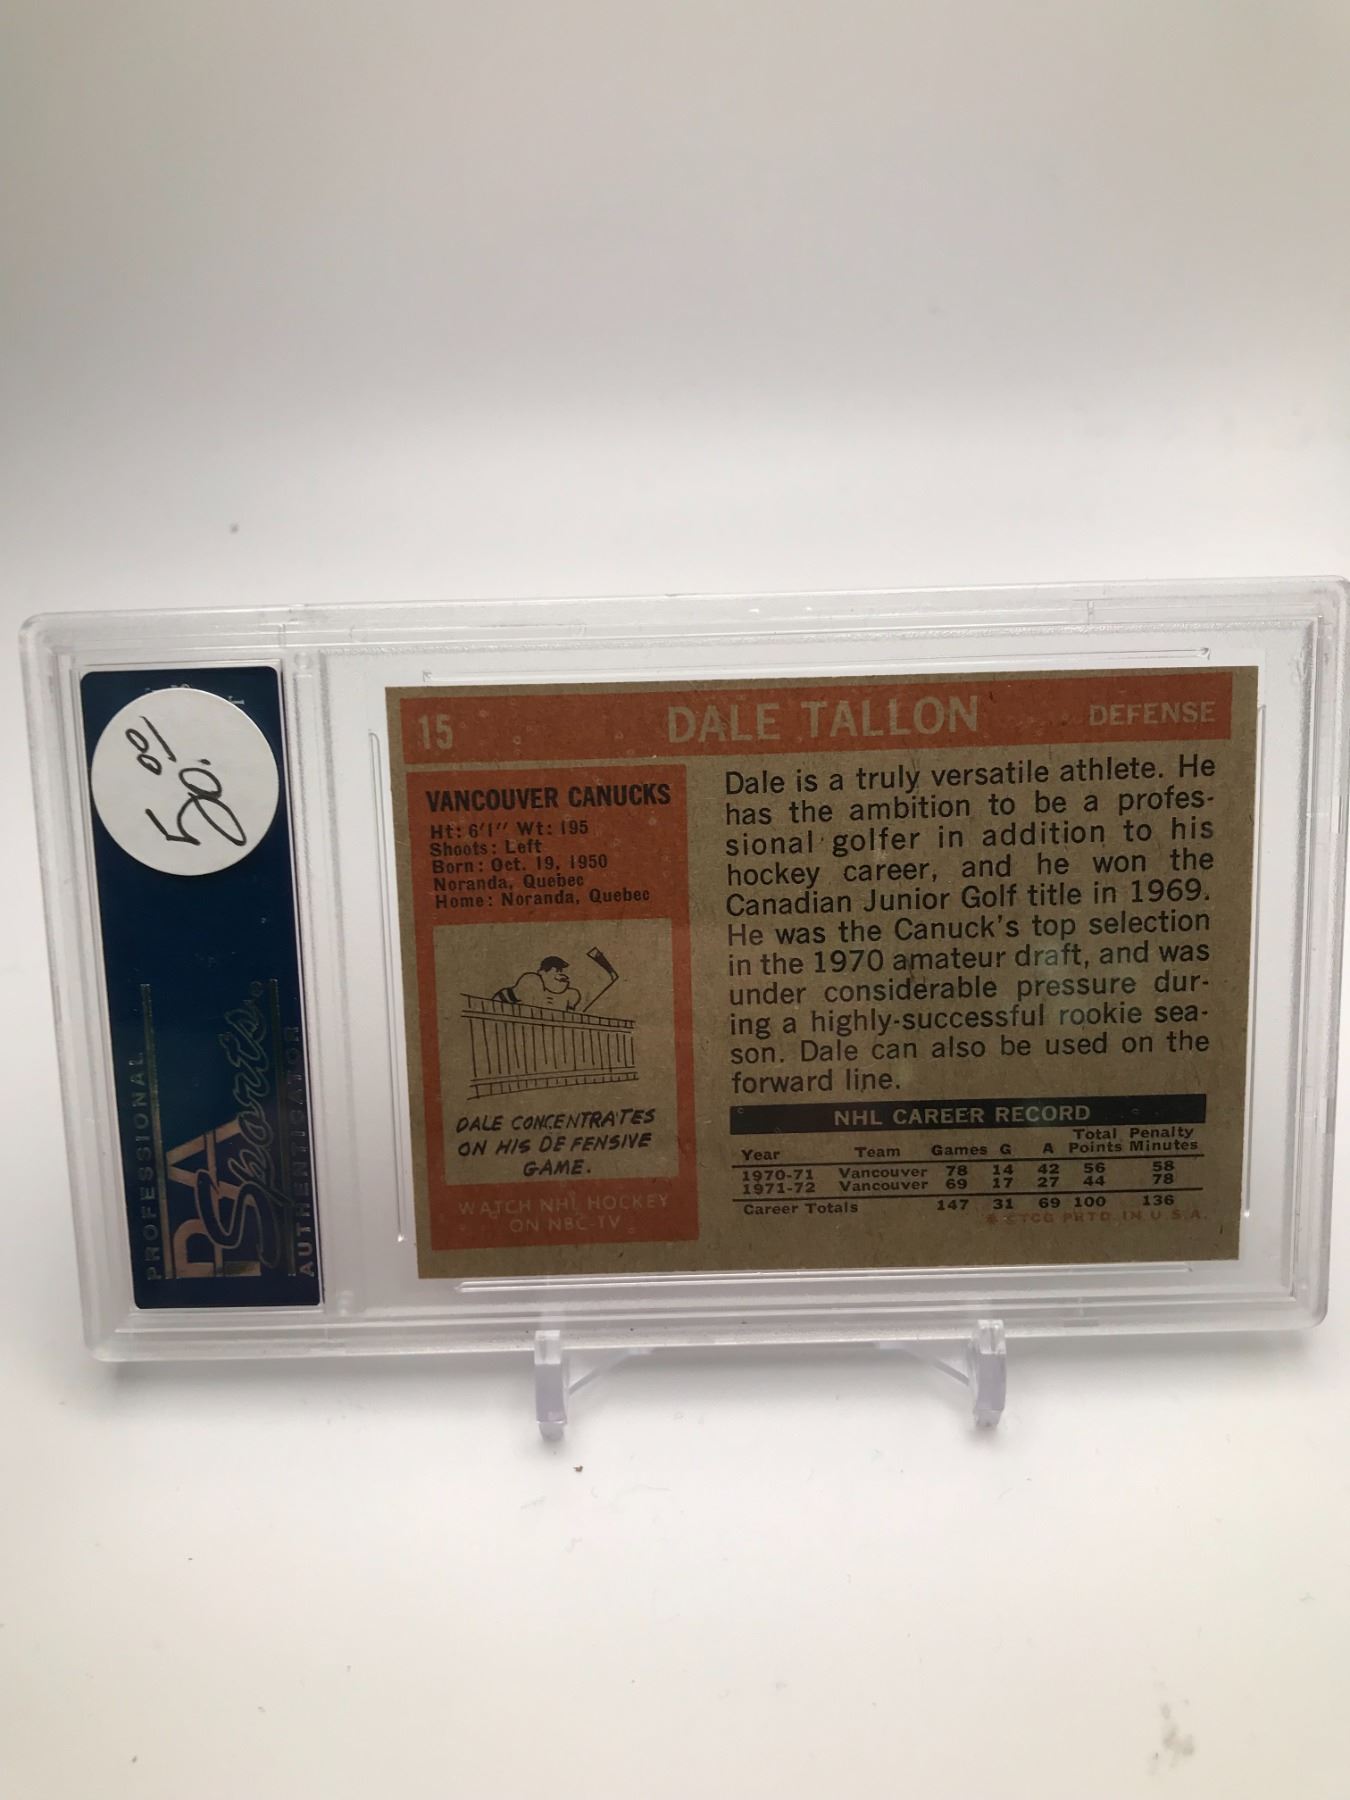 50.00
PROFESSIONAL
PSA
Sports
AUTHENTICATOR
15 DALE TALLON DEFENSE
VANCOUVER CANUCKS
Ht: 6'1" Wt: 195
Shoots: Left
Born: Oct. 19, 1950
Noranda, Quebec
Home: Noranda, Quebec
DALE CONCENTRATES
ON HIS DEFENSIVE
GAME.
WATCH NHL HOCKEY
ON NBC-TV
Dale is a truly versatile athlete. He
has the ambition to be a profes-
sional golfer in addition to his
hockey career, and he won the
Canadian Junior Golf title in 1969.
He was the Canuck's top selection
in the 1970 amateur draft, and was
under considerable pressure dur-
ing a highly-successful rookie sea-
son. Dale can also be used on the
forward line.
NHL CAREER RECORD
Year Team Games G A Total Points Penalty Minutes
1970-71 Vancouver 78 14 42 56 58
1971-72 Vancouver 69 17 27 44 78
Career Totals 147 31 69 100 136
TCG PRTD. IN U.S.A.